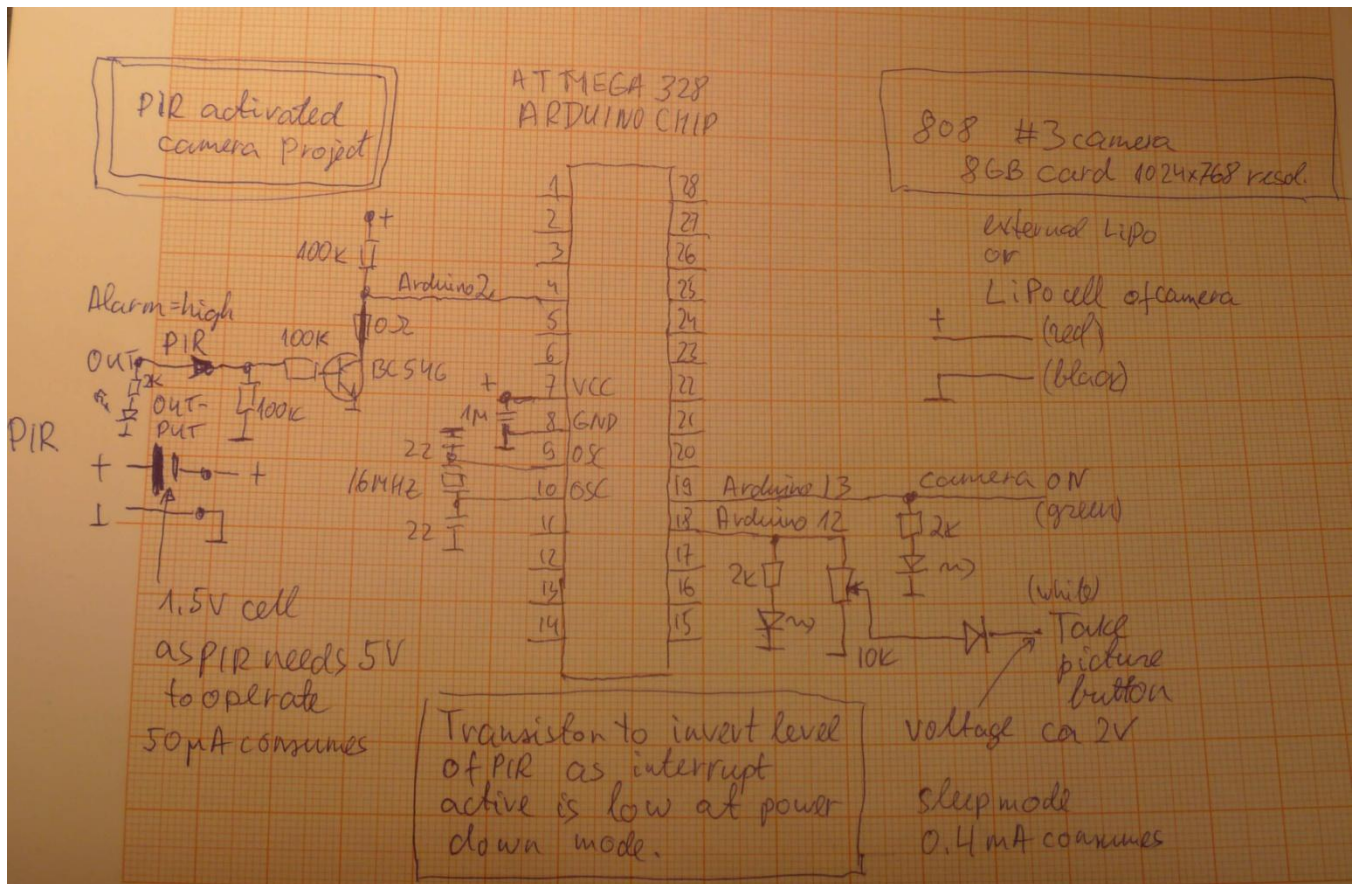 PIR activated
camera Project
ATMEGA 328
ARDUINO CHIP
808 #3 camera
8GB card 1024x768 resol.
external LiPo
or
LiPo cell of camera
+ (red)
(black)
+
100K
Arduino 2
Alarm=high
OUT PIR
100K
0Ω
BC546
2K
OUT-
PUT
100K
PIR
+ +
1.5V cell
as PIR needs 5V
to operate
50µA consumes
1 28
2 27
3 26
4 25
5 24
6 23
7 VCC 22
8 GND 21
9 OSC 20
10 OSC 19
11 18
12 17
13 16
14 15
+
1M
22
16MHZ
22
Arduino 13
camera ON
(green)
Arduino 12
2K
2K
10K
(white)
Take
picture
button
voltage ca 2V
sleep mode
0.4 mA consumes
Transistor to invert level
of PIR as interrupt
active is low at power
down mode.